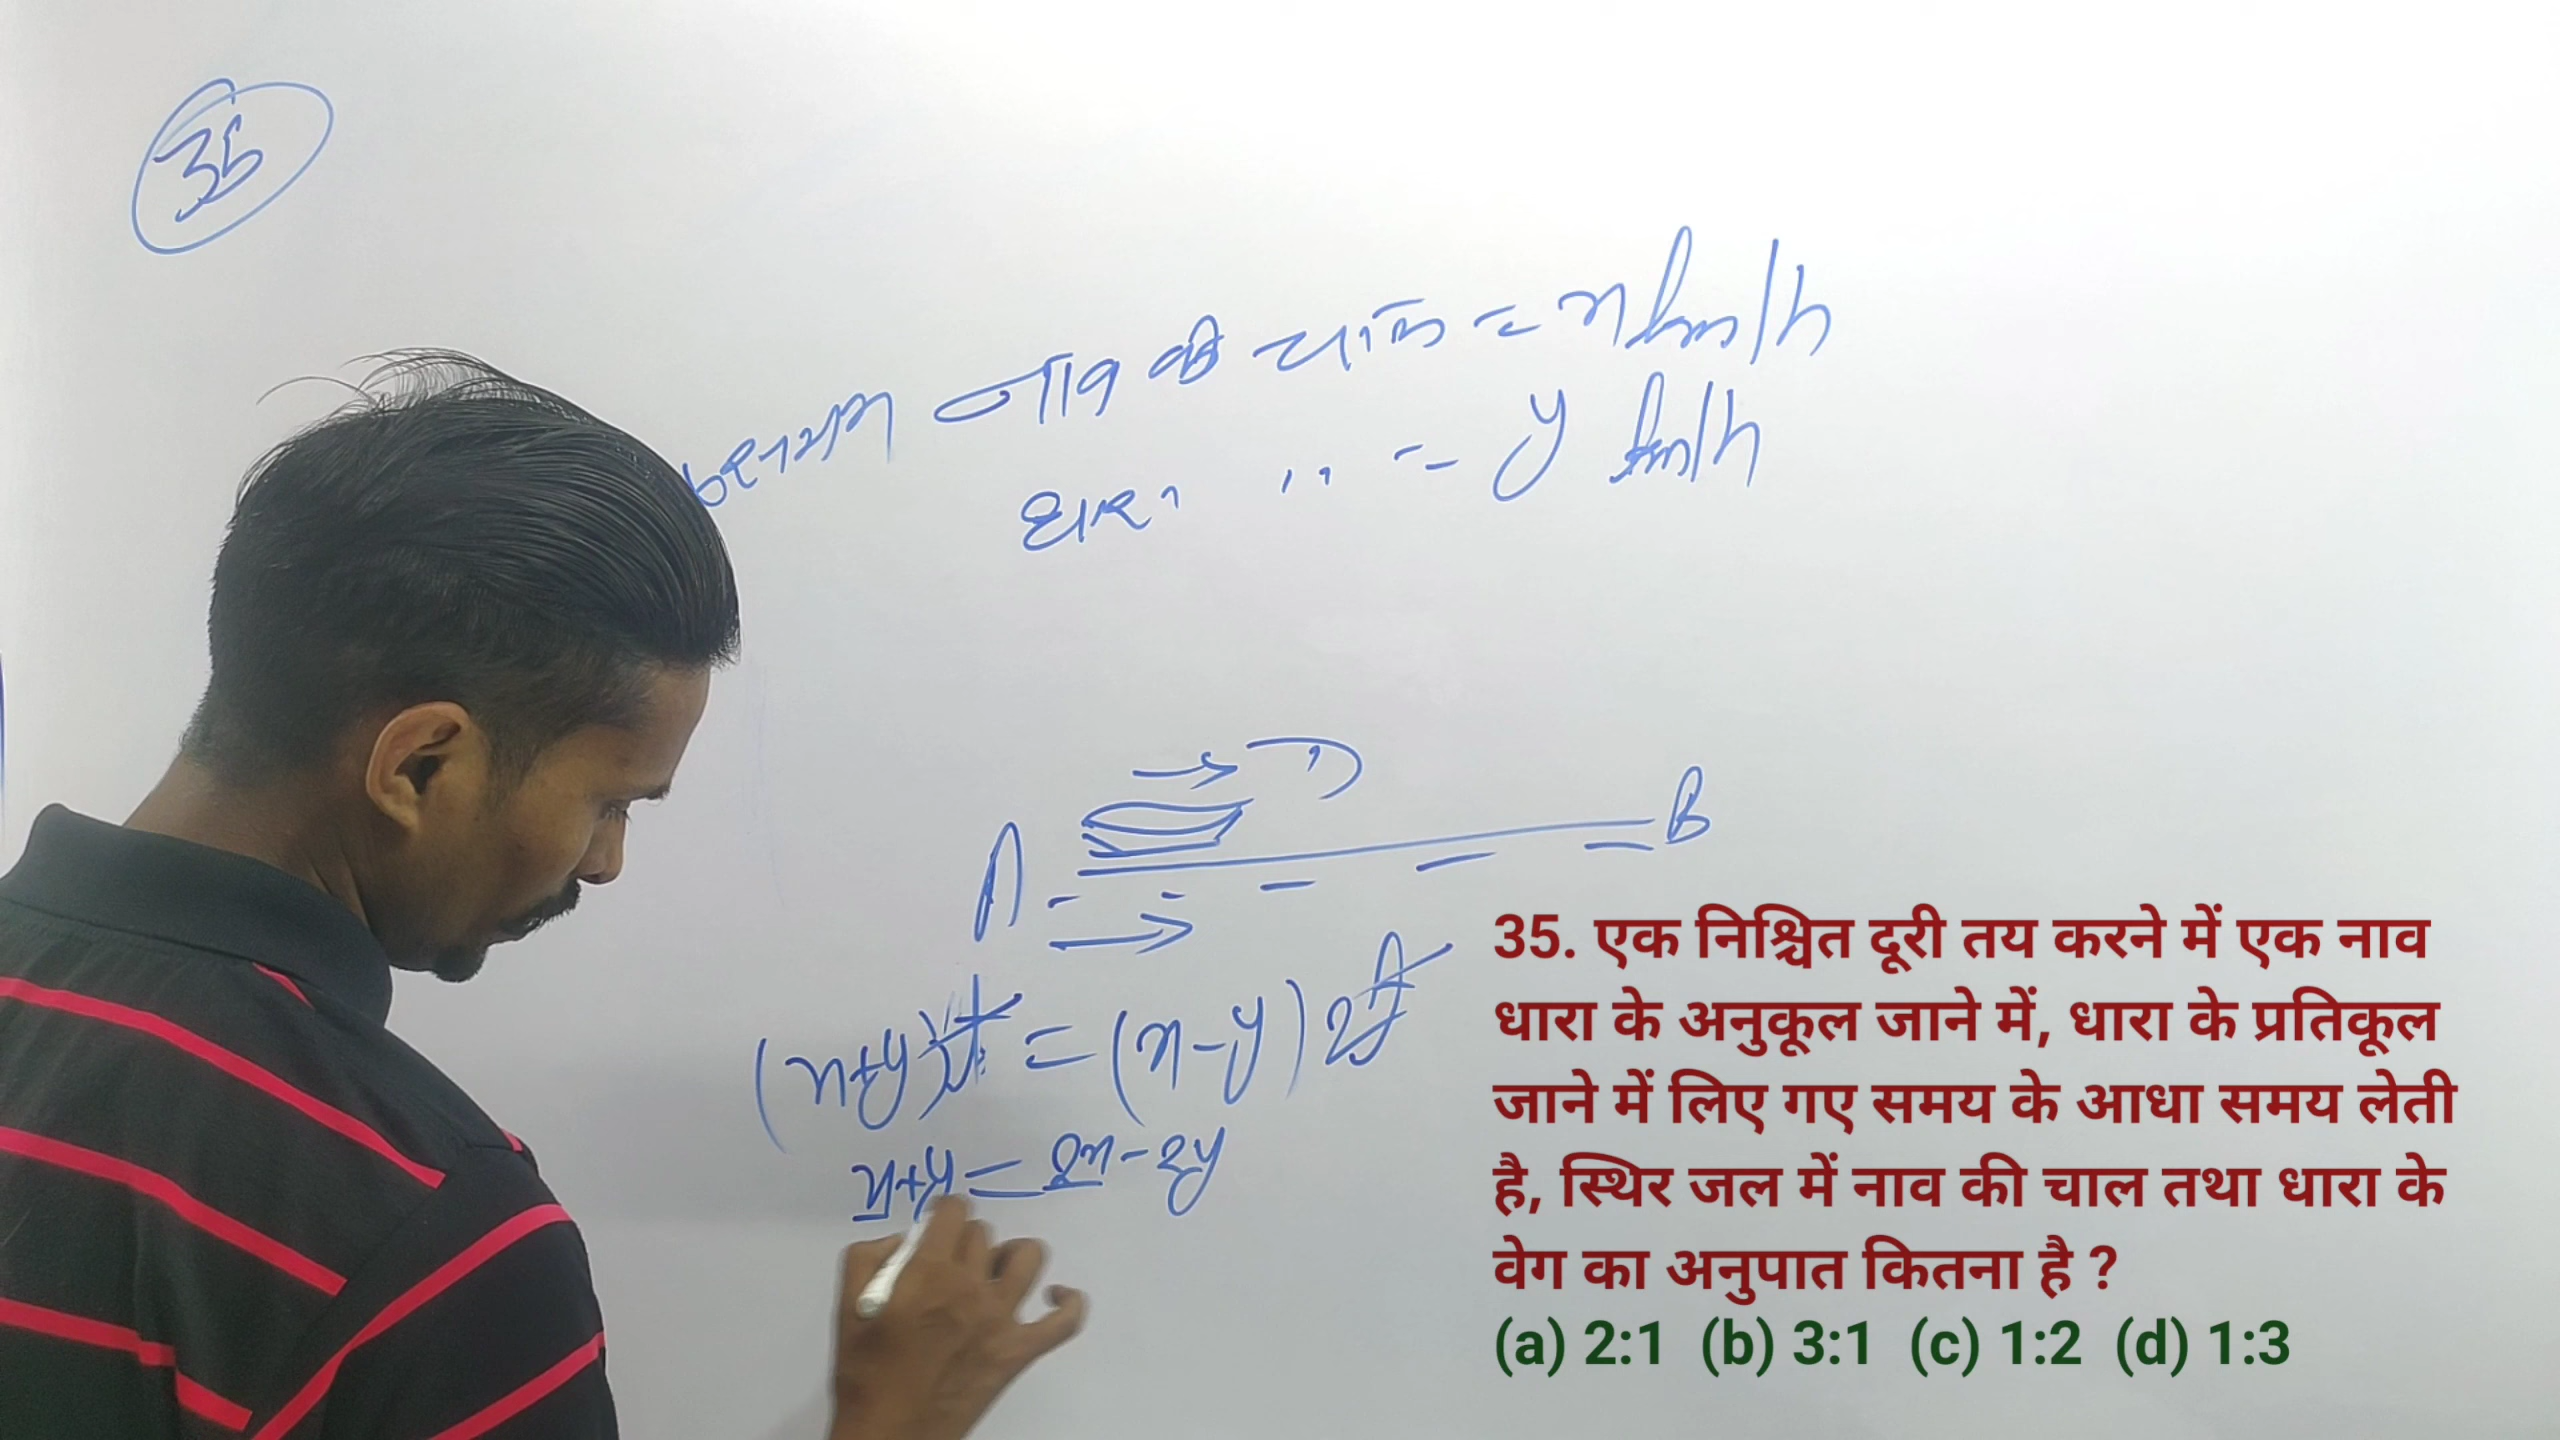 35
नाव की चाल = x km/h
धारा ,, = y km/h
A B
(x+y)t = (x-y)2t
x+y = 2x-2y
35. एक निश्चित दूरी तय करने में एक नाव
धारा के अनुकूल जाने में, धारा के प्रतिकूल
जाने में लिए गए समय के आधा समय लेती
है, स्थिर जल में नाव की चाल तथा धारा के
वेग का अनुपात कितना है ?
(a) 2:1 (b) 3:1 (c) 1:2 (d) 1:3